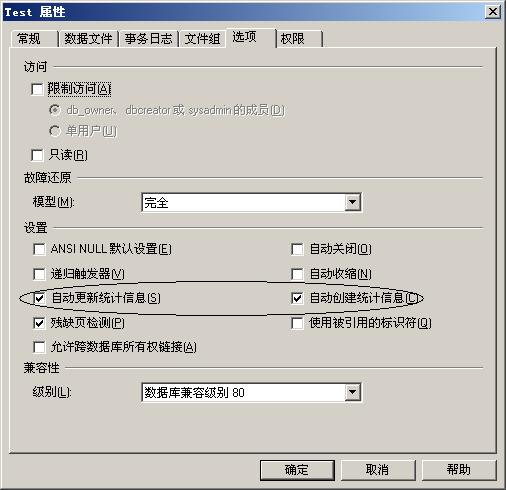 Test 属性
常规 数据文件 事务日志 文件组 选项 权限
访问
限制访问(A)
db_owner、dbcreator 或 sysadmin 的成员(D)
单用户(U)
只读(R)
故障还原
模型(M): 完全
设置
ANSI NULL 默认设置(E) 自动关闭(O)
递归触发器(V) 自动收缩(N)
自动更新统计信息(S) 自动创建统计信息(C)
残缺页检测(P) 使用被引用的标识符(Q)
允许跨数据库所有权链接(A)
兼容性
级别(L): 数据库兼容级别 80
确定 取消 帮助